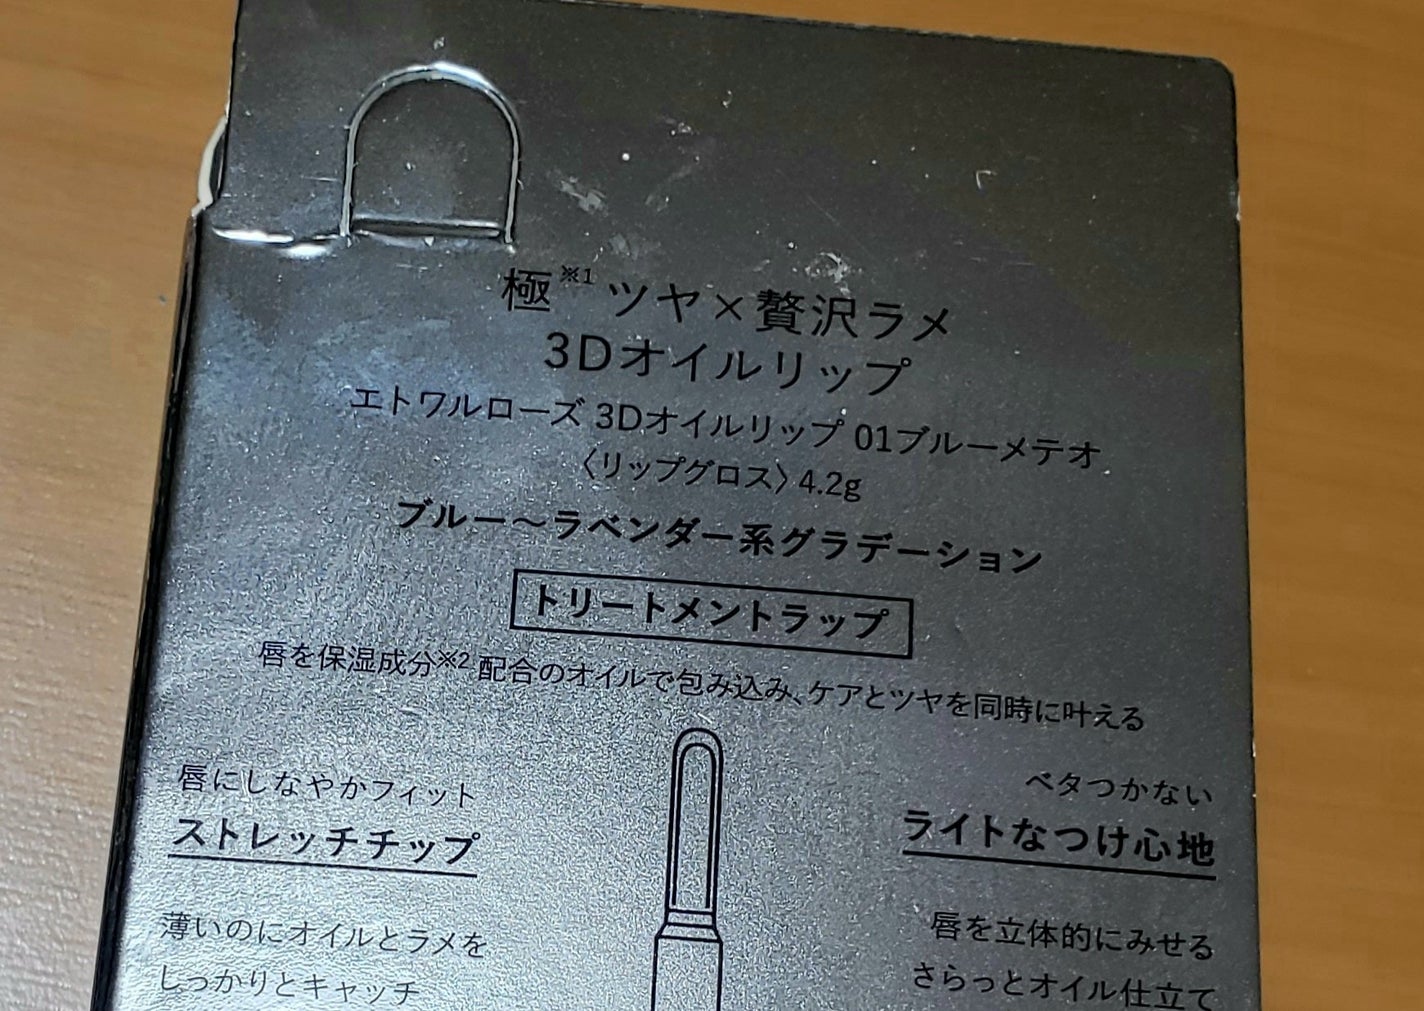 極※1ツヤ×贅沢ラメ
3Dオイルリップ
エトワルローズ 3Dオイルリップ 01ブルーメテオ
〈リップグロス〉4.2g
ブルー〜ラベンダー系グラデーション
トリートメントラップ
唇を保湿成分※2配合のオイルで包み込み、ケアとツヤを同時に叶える
唇にしなやかフィット
ストレッチチップ
薄いのにオイルとラメを
しっかりとキャッチ
ベタつかない
ライトなつけ心地
唇を立体的にみせる
さらっとオイル仕立て